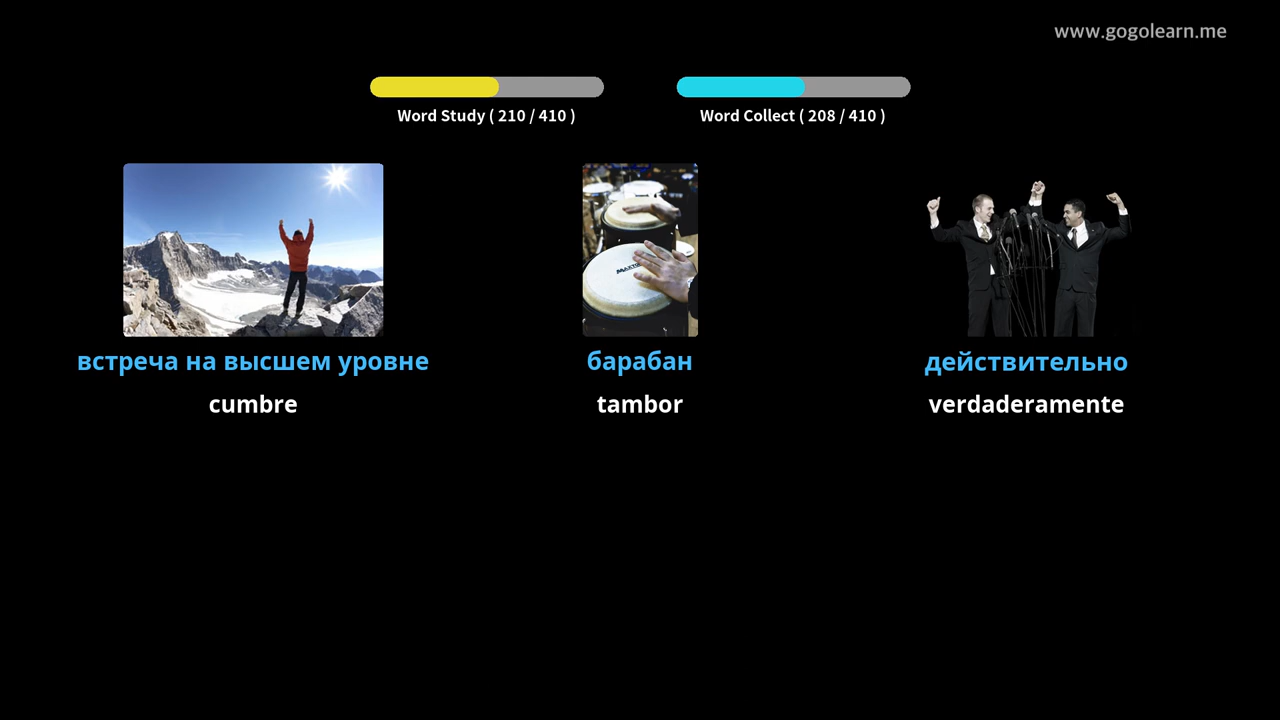 www.gogolearn.me
Word Study ( 210 / 410 )
Word Collect ( 208 / 410 )
встреча на высшем уровне
барабан
действительно
cumbre
tambor
verdaderamente